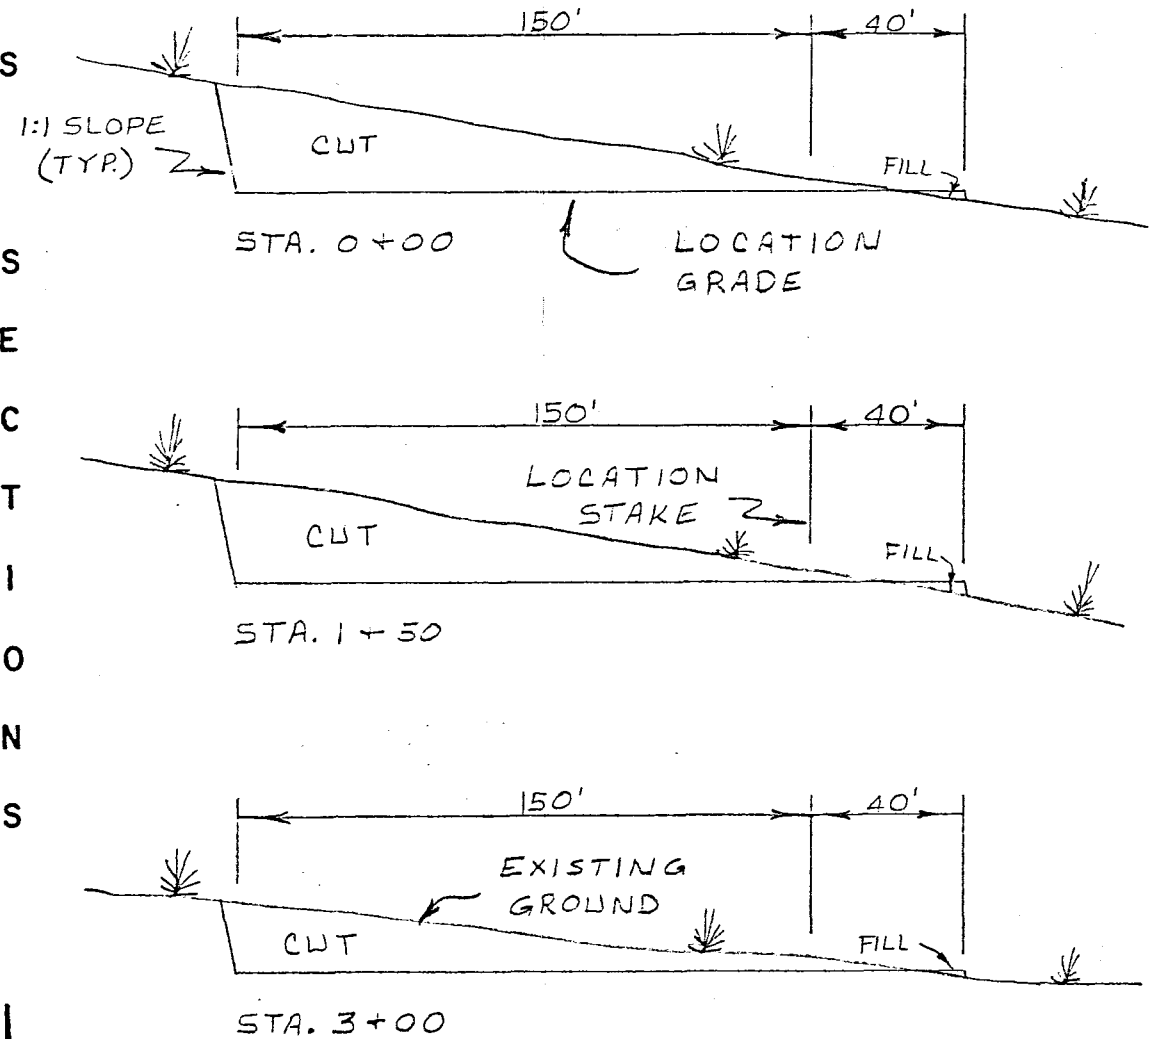 S
S
E
C
T
I
O
N
S
150' 40'
1:1 SLOPE
(TYP.)
CUT
FILL
STA. 0+00
LOCATION
GRADE
150' 40'
LOCATION
STAKE
CUT
FILL
STA. 1+50
150' 40'
EXISTING
GROUND
CUT
FILL
STA. 3+00